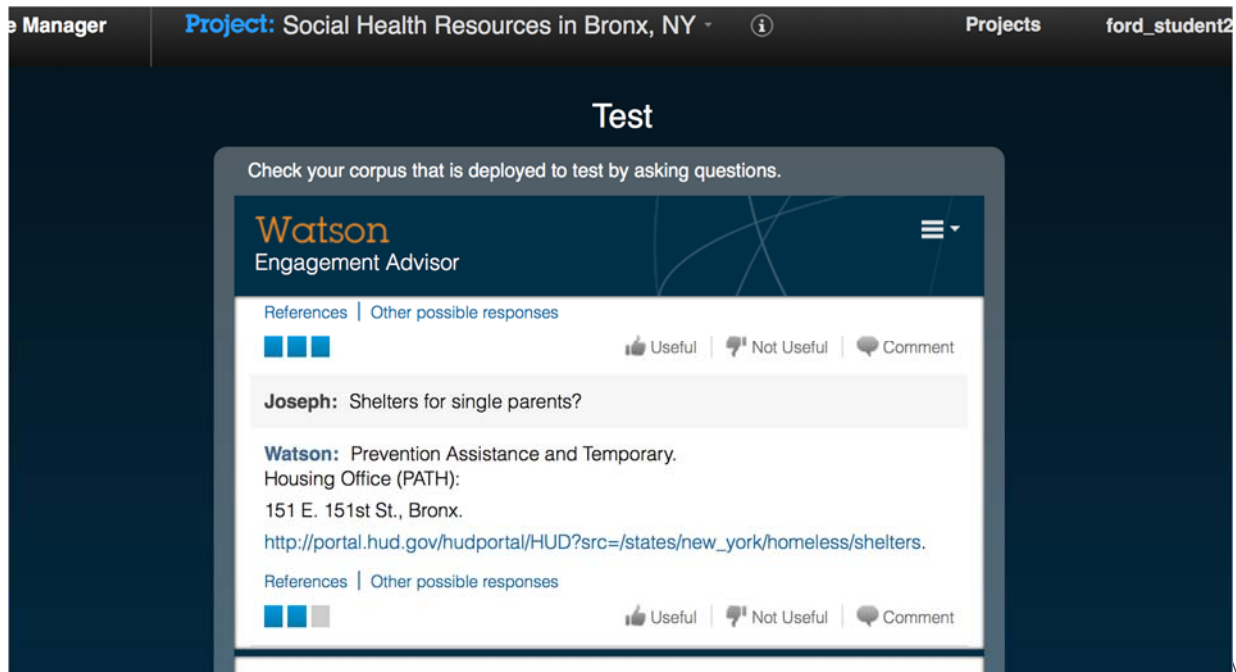 e Manager
Project: Social Health Resources in Bronx, NY
Projects
ford_student2
Test
Check your corpus that is deployed to test by asking questions.
Watson
Engagement Advisor
References | Other possible responses
Useful | Not Useful | Comment
Joseph: Shelters for single parents?
Watson: Prevention Assistance and Temporary.
Housing Office (PATH):
151 E. 151st St., Bronx.
http://portal.hud.gov/hudportal/HUD?src=/states/new_york/homeless/shelters.
References | Other possible responses
Useful | Not Useful | Comment